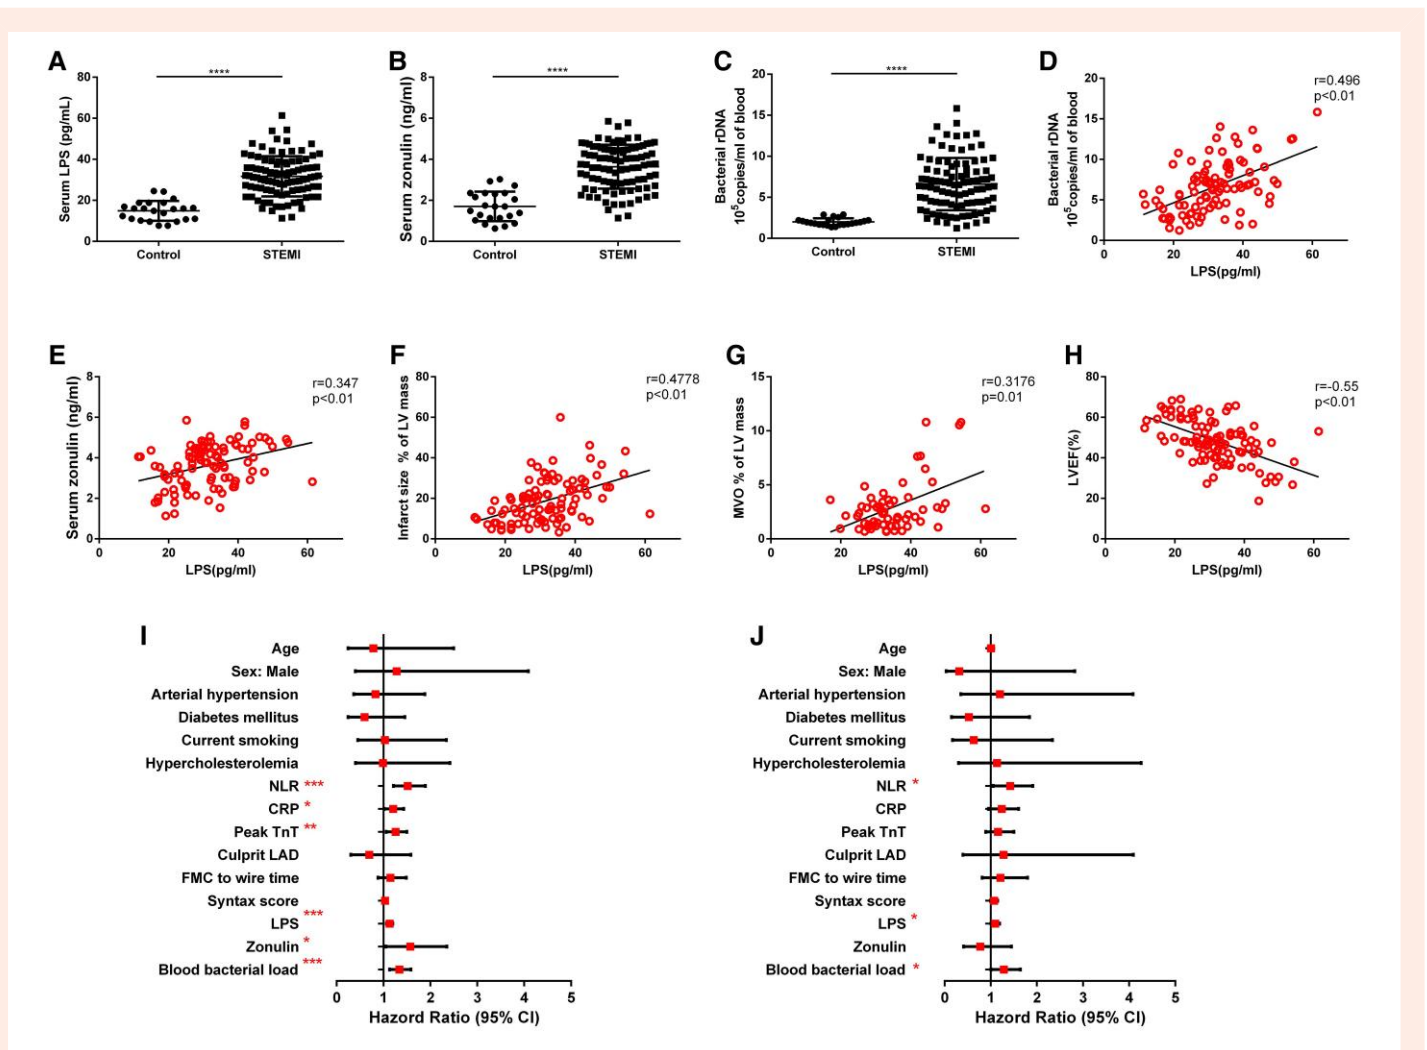 A
Serum LPS (pg/mL)
80
60
40
20
0
****
Control
STEMI
B
Serum zonulin (ng/ml)
8
6
4
2
0
****
Control
STEMI
C
Bacterial rDNA
10^5copies/ml of blood
20
15
10
5
0
****
Control
STEMI
D
Bacterial rDNA
10^5copies/ml of blood
20
15
10
5
0
r=0.496
p<0.01
0 20 40 60
LPS(pg/ml)
E
Serum zonulin (ng/ml)
8
6
4
2
0
r=0.347
p<0.01
0 20 40 60
LPS(pg/ml)
F
Infarct size % of LV mass
80
60
40
20
0
r=0.4778
p<0.01
0 20 40 60
LPS(pg/ml)
G
MVO % of LV mass
15
10
5
0
r=0.3176
p=0.01
0 20 40 60
LPS(pg/ml)
H
LVEF(%)
80
60
40
20
0
r=-0.55
p<0.01
0 20 40 60
LPS(pg/ml)
I
Age
Sex: Male
Arterial hypertension
Diabetes mellitus
Current smoking
Hypercholesterolemia
NLR ***
CRP *
Peak TnT **
Culprit LAD
FMC to wire time
Syntax score
LPS ***
Zonulin *
Blood bacterial load ***
0 1 2 3 4 5
Hazord Ratio (95% CI)
J
Age
Sex: Male
Arterial hypertension
Diabetes mellitus
Current smoking
Hypercholesterolemia
NLR *
CRP
Peak TnT
Culprit LAD
FMC to wire time
Syntax score
LPS *
Zonulin
Blood bacterial load *
0 1 2 3 4 5
Hazord Ratio (95% CI)